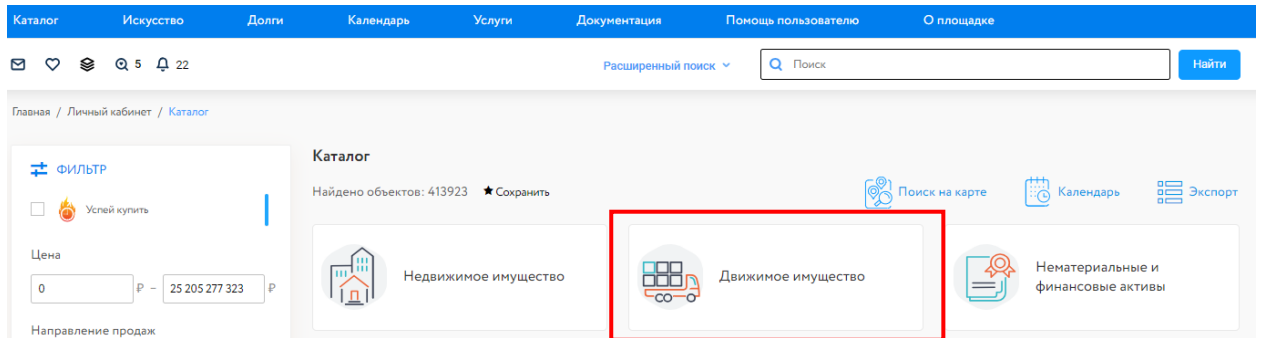 Каталог Искусство Долги Календарь Услуги Документация Помощь пользователю О площадке
5 22 Расширенный поиск Поиск Найти
Главная / Личный кабинет / Каталог
ФИЛЬТР
Успей купить
Цена
0 ₽ – 25 205 277 323 ₽
Направление продаж
Каталог
Найдено объектов: 413923 ★ Сохранить Поиск на карте Календарь Экспорт
Недвижимое имущество
Движимое имущество
Нематериальные и
финансовые активы